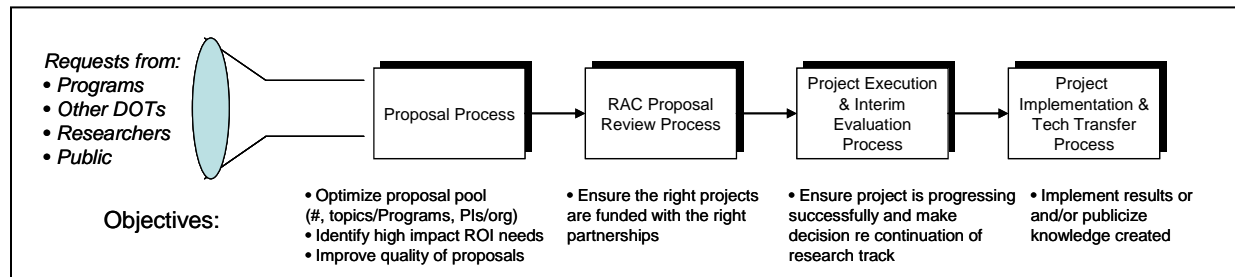 Requests from:
• Programs
• Other DOTs
• Researchers
• Public
Proposal Process
RAC Proposal
Review Process
Project Execution
& Interim
Evaluation
Process
Project
Implementation &
Tech Transfer
Process
Objectives:
• Optimize proposal pool
(#, topics/Programs, PIs/org)
• Identify high impact ROI needs
• Improve quality of proposals
• Ensure the right projects
are funded with the right
partnerships
• Ensure project is progressing
successfully and make
decision re continuation of
research track
• Implement results or
and/or publicize
knowledge created